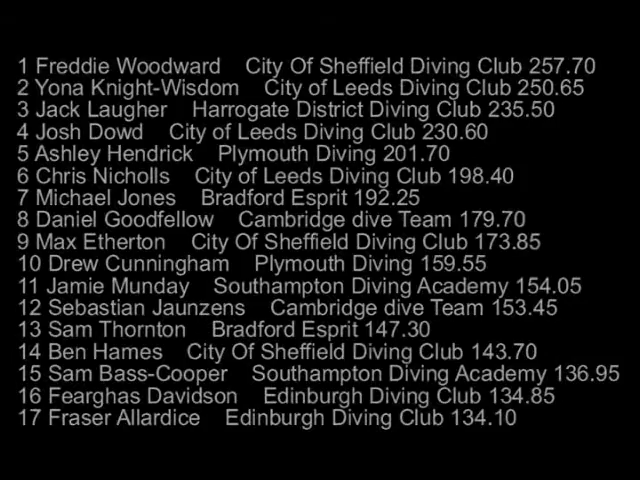 1 Freddie Woodward City Of Sheffield Diving Club 257.70
2 Yona Knight-Wisdom City of Leeds Diving Club 250.65
3 Jack Laugher Harrogate District Diving Club 235.50
4 Josh Dowd City of Leeds Diving Club 230.60
5 Ashley Hendrick Plymouth Diving 201.70
6 Chris Nicholls City of Leeds Diving Club 198.40
7 Michael Jones Bradford Esprit 192.25
8 Daniel Goodfellow Cambridge dive Team 179.70
9 Max Etherton City Of Sheffield Diving Club 173.85
10 Drew Cunningham Plymouth Diving 159.55
11 Jamie Munday Southampton Diving Academy 154.05
12 Sebastian Jaunzens Cambridge dive Team 153.45
13 Sam Thornton Bradford Esprit 147.30
14 Ben Hames City Of Sheffield Diving Club 143.70
15 Sam Bass-Cooper Southampton Diving Academy 136.95
16 Fearghas Davidson Edinburgh Diving Club 134.85
17 Fraser Allardice Edinburgh Diving Club 134.10